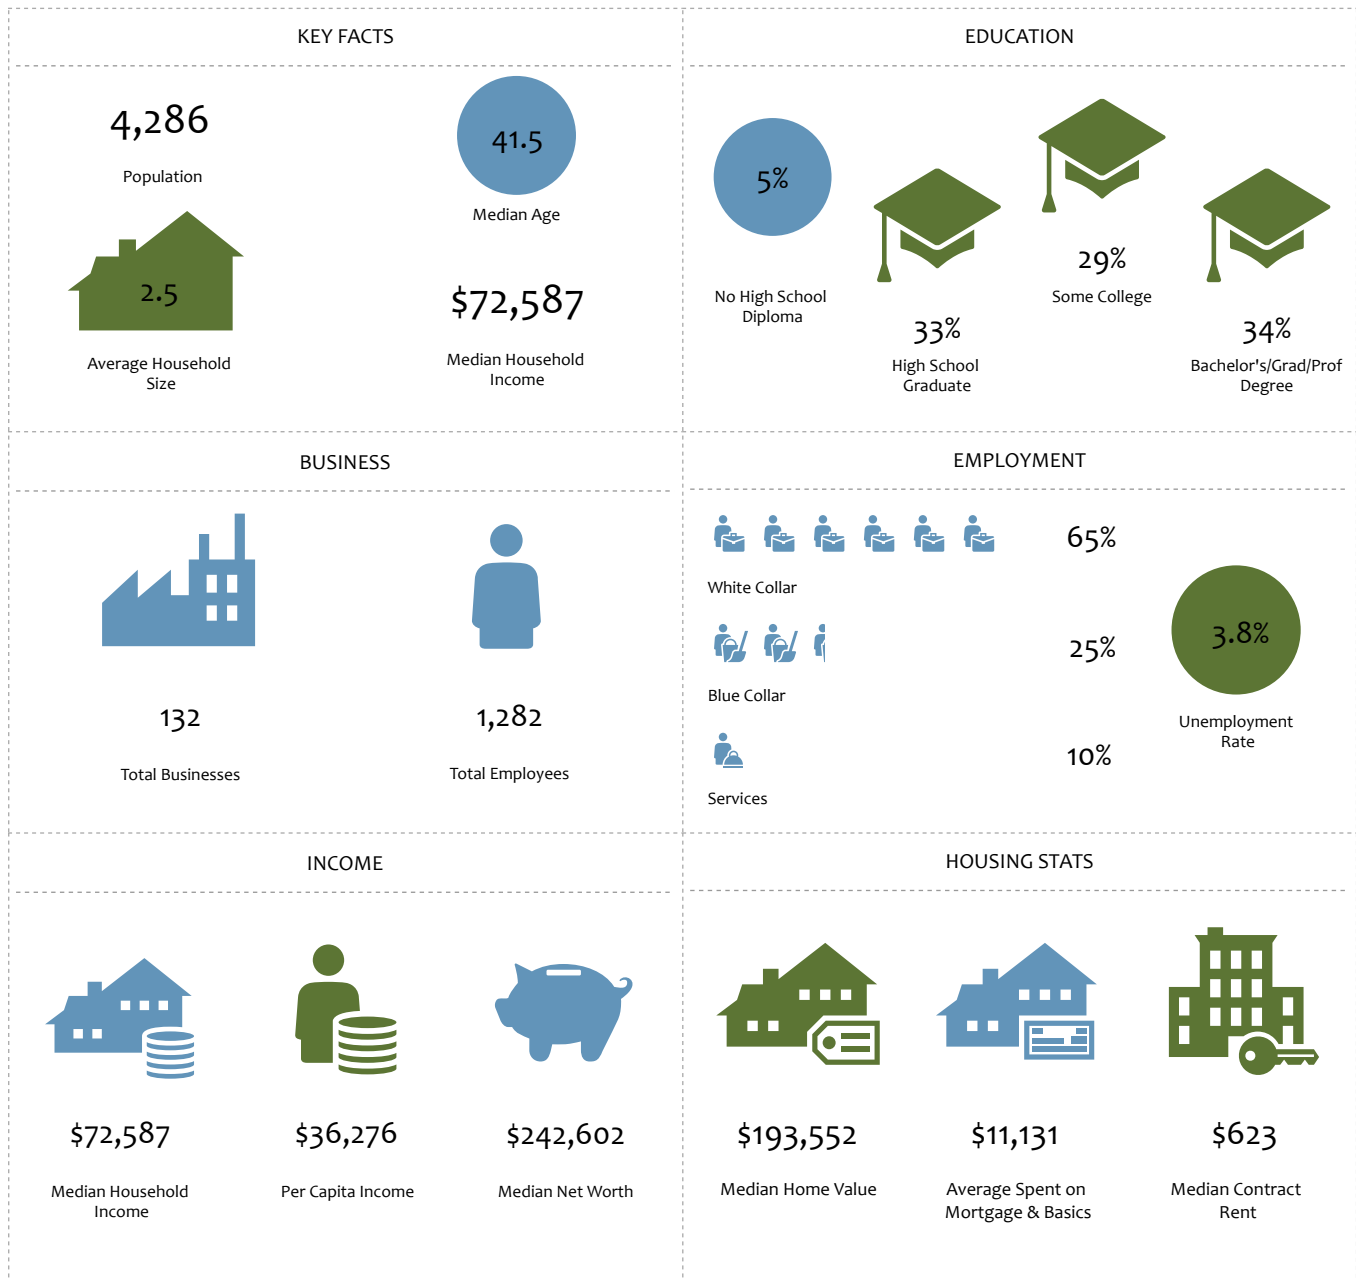 KEY FACTS
4,286
Population
41.5
Median Age
2.5
Average Household
Size
$72,587
Median Household
Income
EDUCATION
5%
No High School
Diploma
33%
High School
Graduate
29%
Some College
34%
Bachelor's/Grad/Prof
Degree
BUSINESS
132
Total Businesses
1,282
Total Employees
EMPLOYMENT
65%
White Collar
25%
Blue Collar
10%
Services
3.8%
Unemployment
Rate
INCOME
$72,587
Median Household
Income
$36,276
Per Capita Income
$242,602
Median Net Worth
HOUSING STATS
$193,552
Median Home Value
$11,131
Average Spent on
Mortgage & Basics
$623
Median Contract
Rent